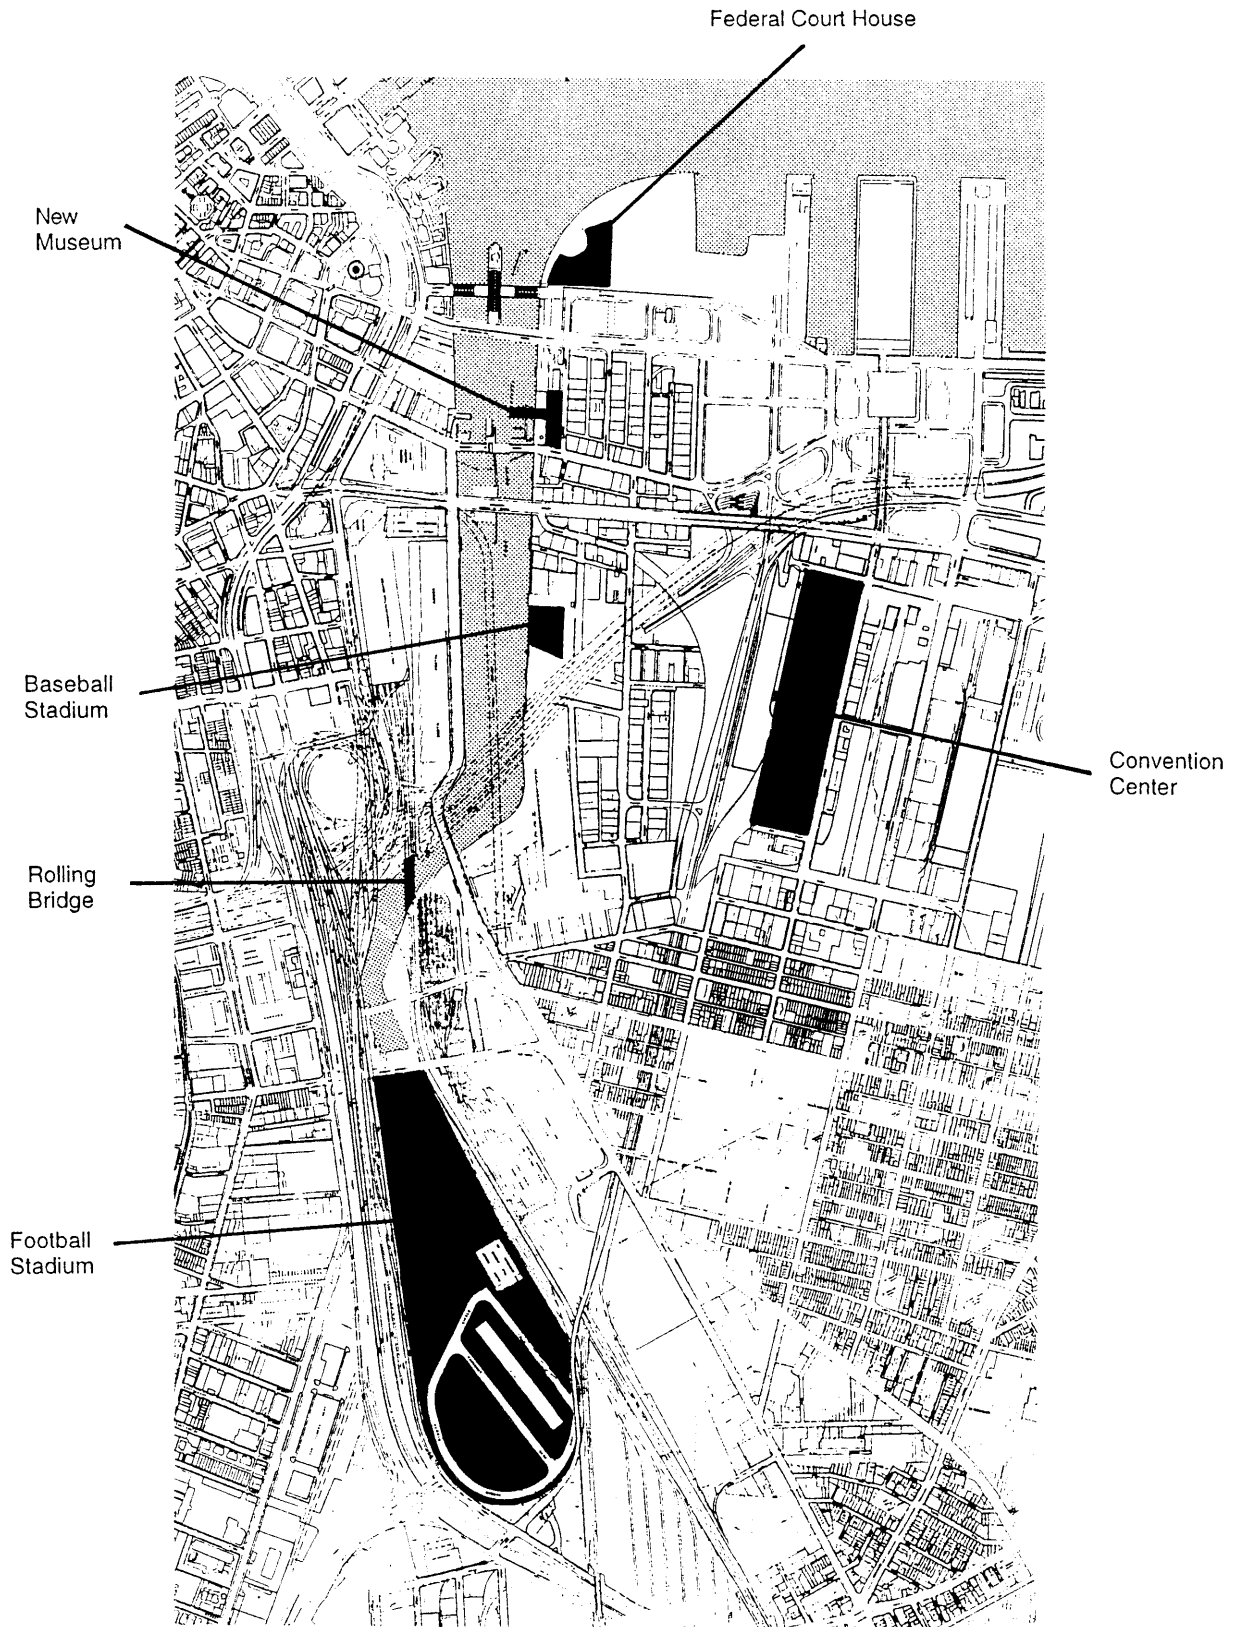 Federal Court House
New
Museum
Baseball
Stadium
Convention
Center
Rolling
Bridge
Football
Stadium